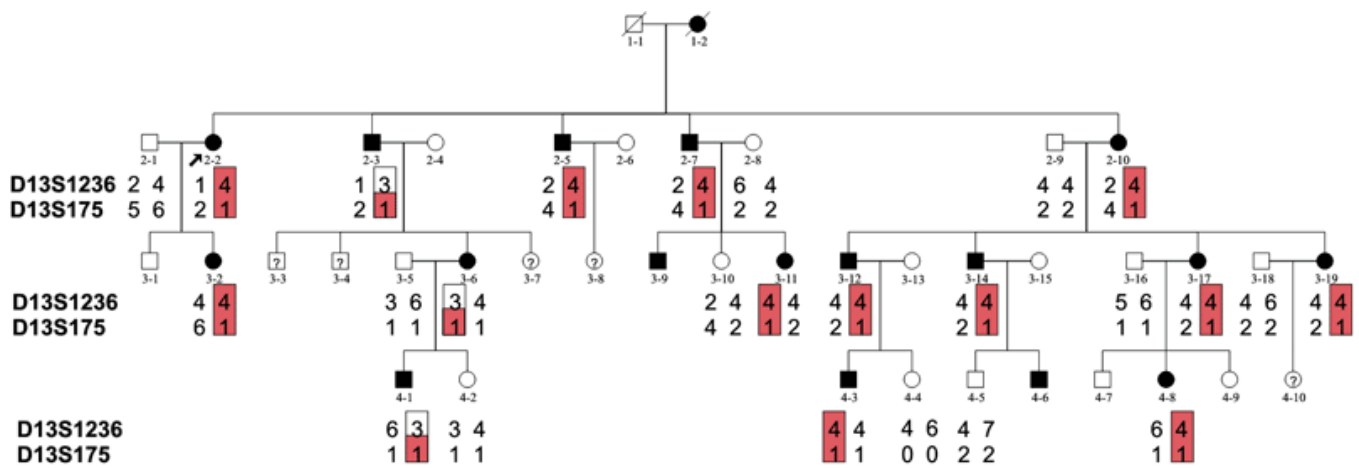 1-1 1-2
2-1 2-2 2-3 2-4 2-5 2-6 2-7 2-8 2-9 2-10
D13S1236 2 4 1 4 1 3 2 4 2 4 6 4 4 4 2 4
D13S175 5 6 2 1 2 1 4 1 4 1 2 2 2 2 4 1
? ? ? ?
3-1 3-2 3-3 3-4 3-5 3-6 3-7 3-8 3-9 3-10 3-11 3-12 3-13 3-14 3-15 3-16 3-17 3-18 3-19
D13S1236 4 4 3 6 3 4 2 4 4 4 4 4 4 4 5 6 4 4 4 6 4 4
D13S175 6 1 1 1 1 1 4 2 1 2 2 1 2 1 1 1 2 1 2 2 2 1
?
4-1 4-2 4-3 4-4 4-5 4-6 4-7 4-8 4-9 4-10
D13S1236 6 3 3 4 4 4 4 6 4 7 6 4
D13S175 1 1 1 1 1 1 0 0 2 2 1 1